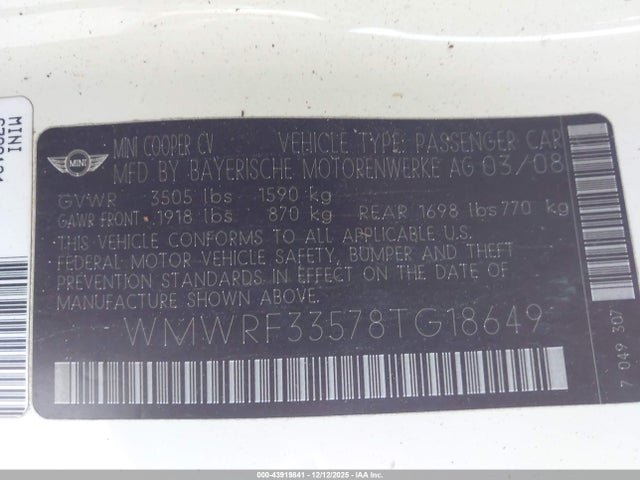 MINI
MINI COOPER CV VEHICLE TYPE: PASSENGER CAR
MFD BY BAYERISCHE MOTORENWERKE AG 03/08
GVWR 3505 lbs 1590 kg
GAWR FRONT 1918 lbs 870 kg REAR 1698 lbs 770 kg
THIS VEHICLE CONFORMS TO ALL APPLICABLE U.S.
FEDERAL MOTOR VEHICLE SAFETY, BUMPER AND THEFT
PREVENTION STANDARDS IN EFFECT ON THE DATE OF
MANUFACTURE SHOWN ABOVE.
WMWRF33578TG18649
7 049 307
MINI
000-43919841 - 12/12/2025 - IAA Inc.